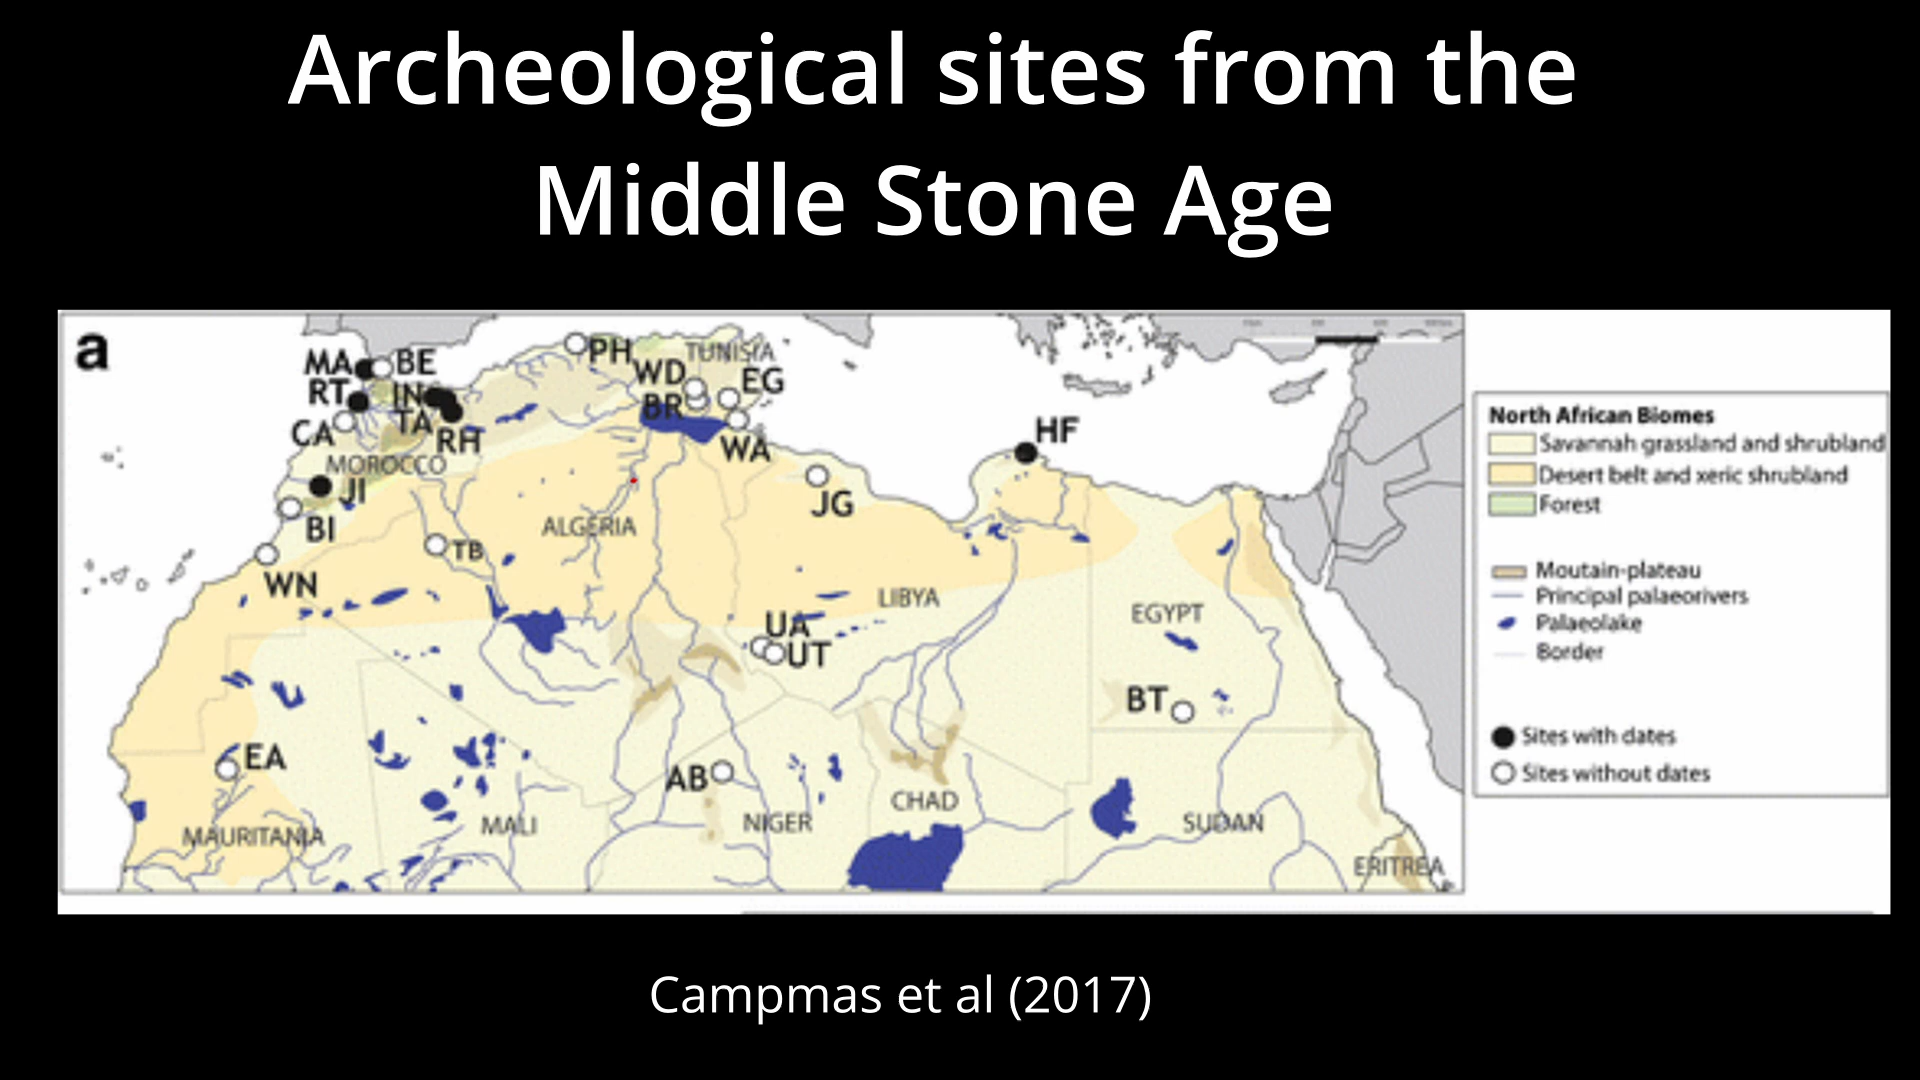 Archeological sites from the
Middle Stone Age
a
MA
BE
RT
IN
TA
CA
RH
MOROCCO
JI
BI
WN
TB
PH
TUNISIA
WD
EG
BR
WA
JG
HF
ALGERIA
LIBYA
EGYPT
UA
UT
BT
EA
AB
MAURITANIA
MALI
NIGER
CHAD
SUDAN
ERITREA
North African Biomes
Savannah grassland and shrubland
Desert belt and xeric shrubland
Forest
Moutain-plateau
Principal palaeorivers
Palaeolake
Border
Sites with dates
Sites without dates
Campmas et al (2017)